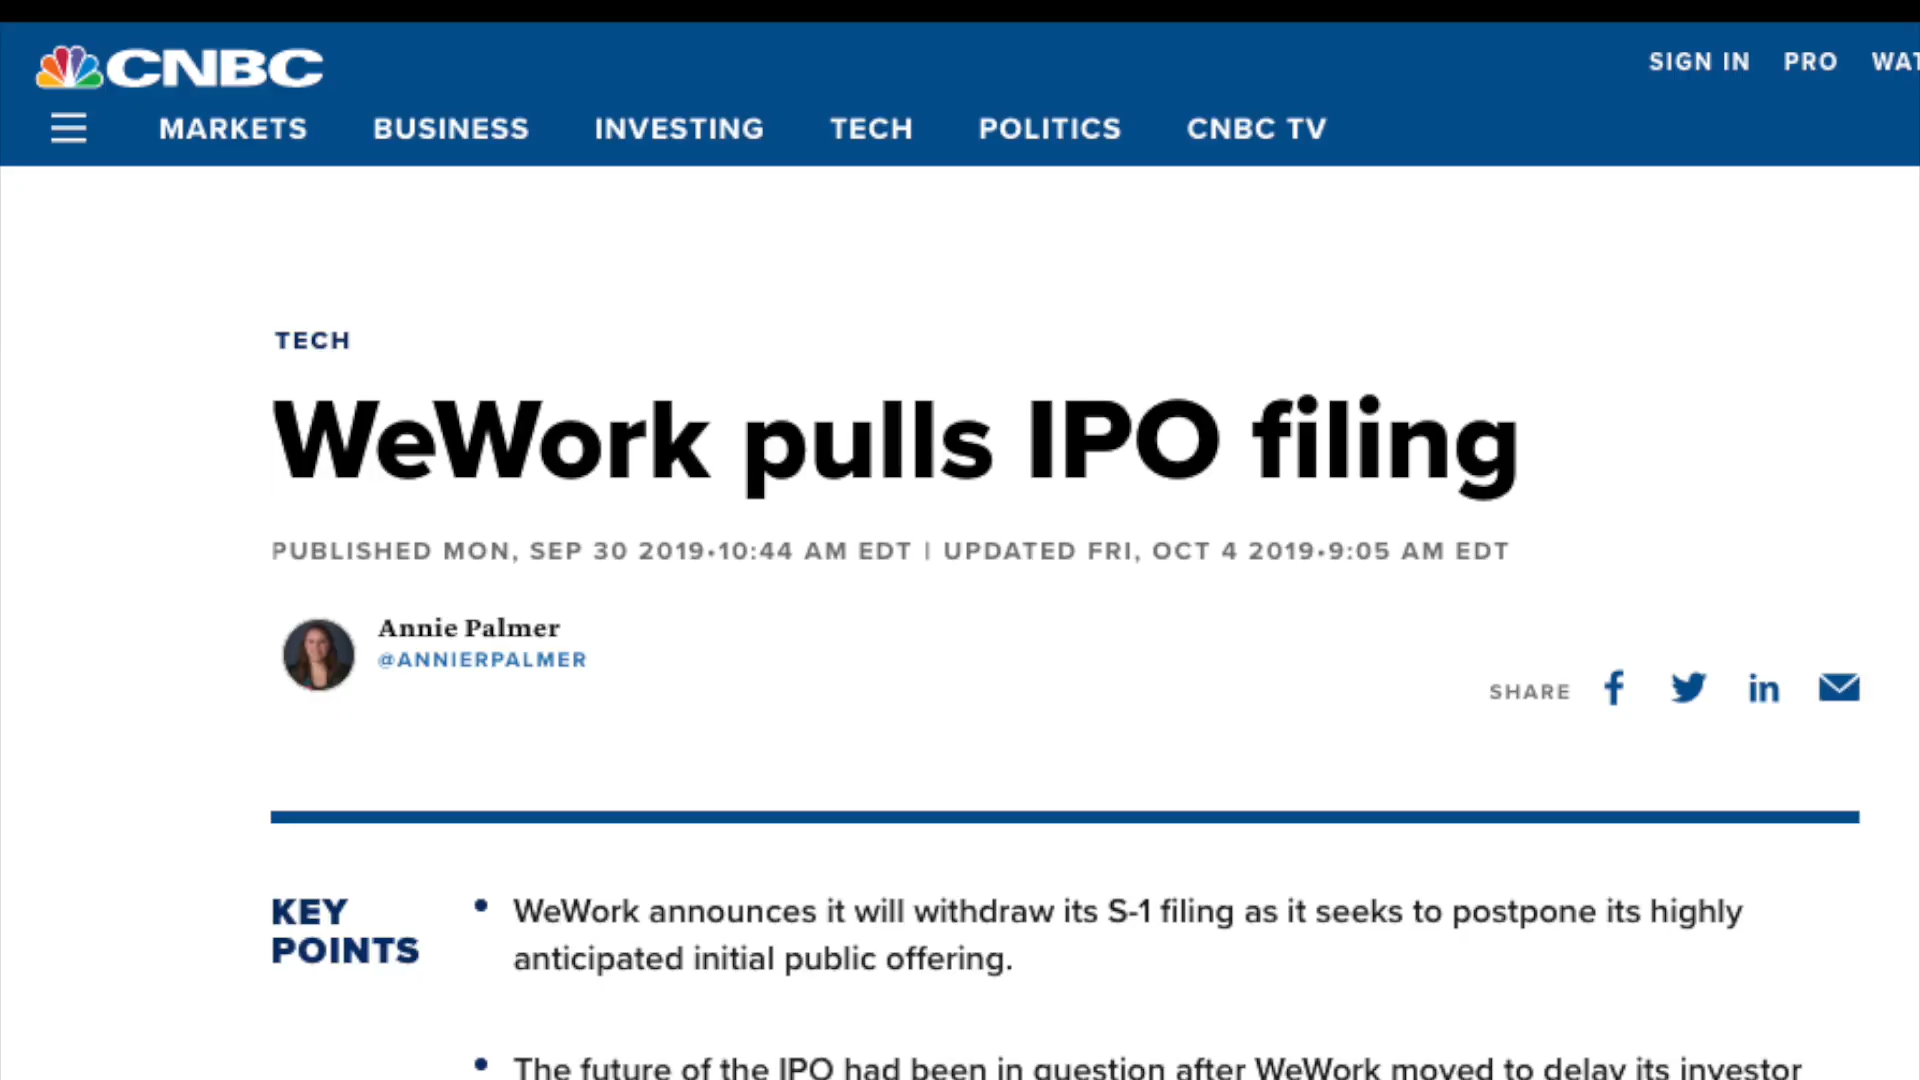 CNBC
SIGN IN PRO
MARKETS BUSINESS INVESTING TECH POLITICS CNBC TV
TECH
WeWork pulls IPO filing
PUBLISHED MON, SEP 30 2019•10:44 AM EDT | UPDATED FRI, OCT 4 2019•9:05 AM EDT
Annie Palmer
@ANNIERPALMER
SHARE
KEY
POINTS
• WeWork announces it will withdraw its S-1 filing as it seeks to postpone its highly
anticipated initial public offering.
• The future of the IPO had been in question after WeWork moved to delay its investor